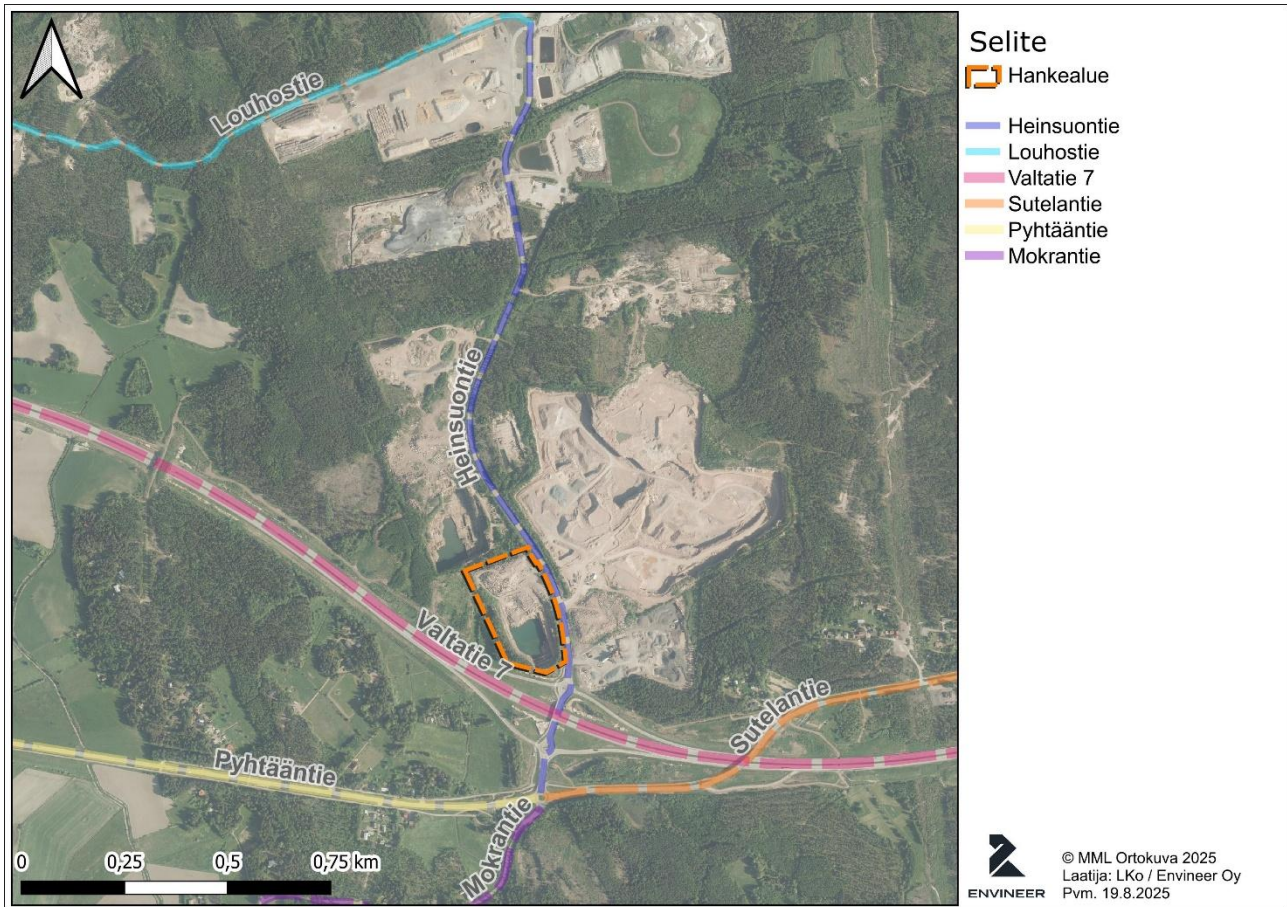 Louhostie
Heinsuontie
Valtatie 7
Sutelantie
Pyhtääntie
Mokrantie
0 0,25 0,5 0,75 km
Selite
Hankealue
Heinsuontie
Louhostie
Valtatie 7
Sutelantie
Pyhtääntie
Mokrantie
ENVINEER
© MML Ortokuva 2025
Laatija: LKo / Envineer Oy
Pvm. 19.8.2025